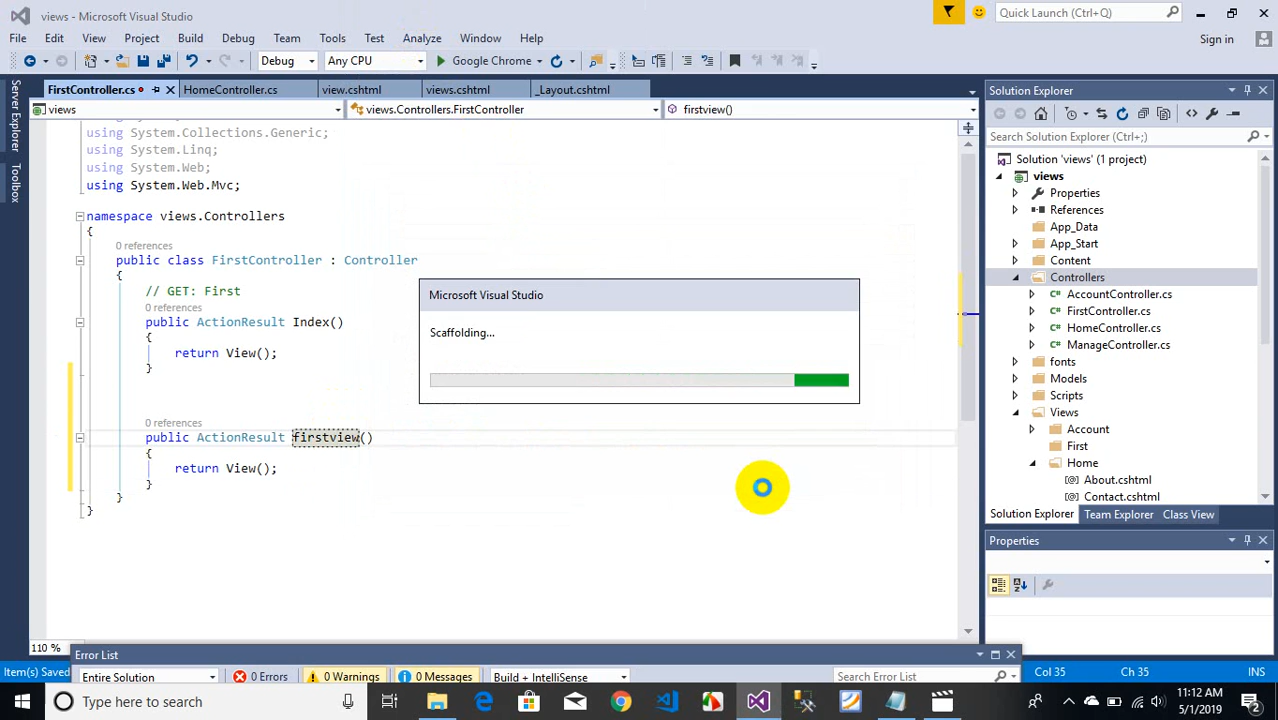 views - Microsoft Visual Studio
Quick Launch (Ctrl+Q)
File Edit View Project Build Debug Team Tools Test Analyze Window Help
Sign in
Debug Any CPU Google Chrome
Server Explorer
Toolbox
FirstController.cs HomeController.cs view.cshtml views.cshtml _Layout.cshtml
views views.Controllers.FirstController firstview()
using System.Collections.Generic;
using System.Linq;
using System.Web;
using System.Web.Mvc;
namespace views.Controllers
{
0 references
public class FirstController : Controller
{
// GET: First
0 references
public ActionResult Index()
{
return View();
}
0 references
public ActionResult firstview()
{
return View();
}
}
}
Microsoft Visual Studio
Scaffolding...
Solution Explorer
Search Solution Explorer (Ctrl+;)
Solution 'views' (1 project)
views
Properties
References
App_Data
App_Start
Content
Controllers
C# AccountController.cs
C# FirstController.cs
C# HomeController.cs
C# ManageController.cs
fonts
Models
Scripts
Views
Account
First
Home
About.cshtml
Contact.cshtml
Solution Explorer Team Explorer Class View
Properties
110 %
Error List
Entire Solution 0 Errors 0 Warnings 0 Messages Build + IntelliSense Search Error List
Item(s) Saved Col 35 Ch 35 INS
Type here to search
11:12 AM
5/1/2019
2